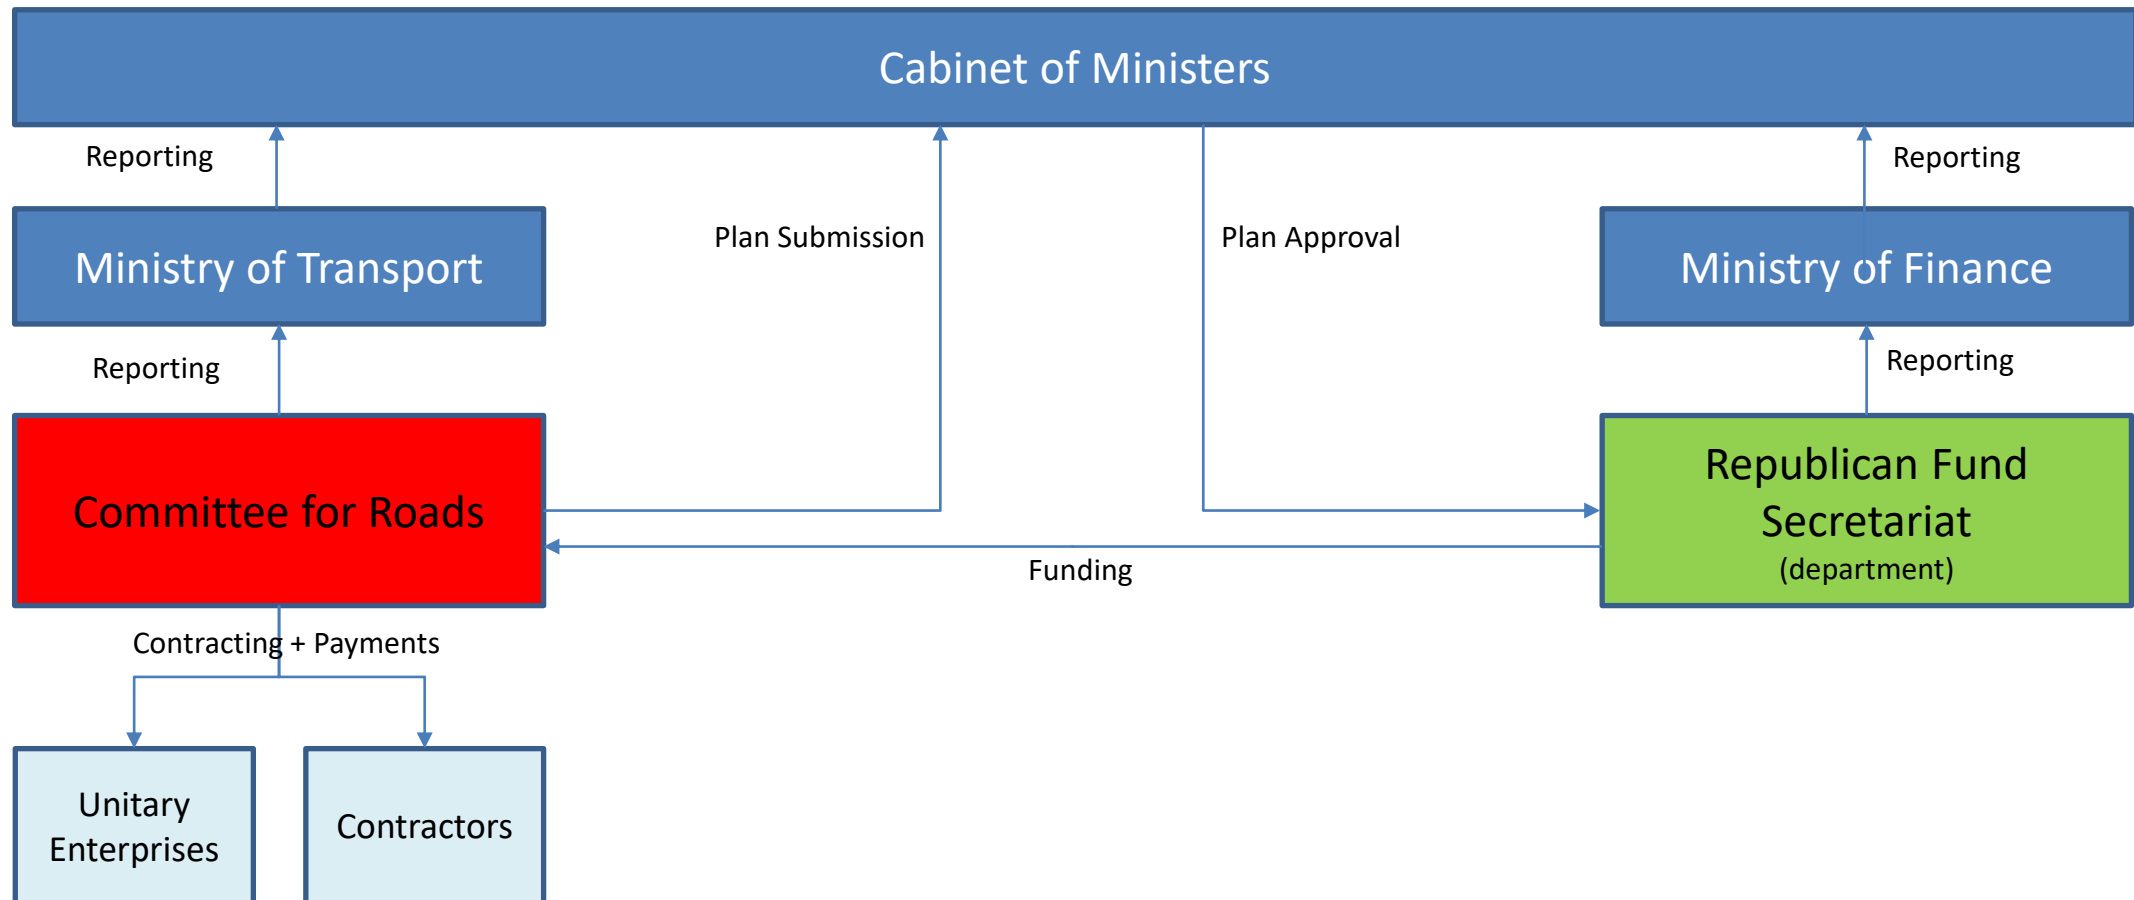 Cabinet of Ministers
Reporting
Reporting
Plan Submission
Plan Approval
Ministry of Transport
Ministry of Finance
Reporting
Reporting
Committee for Roads
Republican Fund
Secretariat
(department)
Funding
Contracting + Payments
Unitary
Enterprises
Contractors